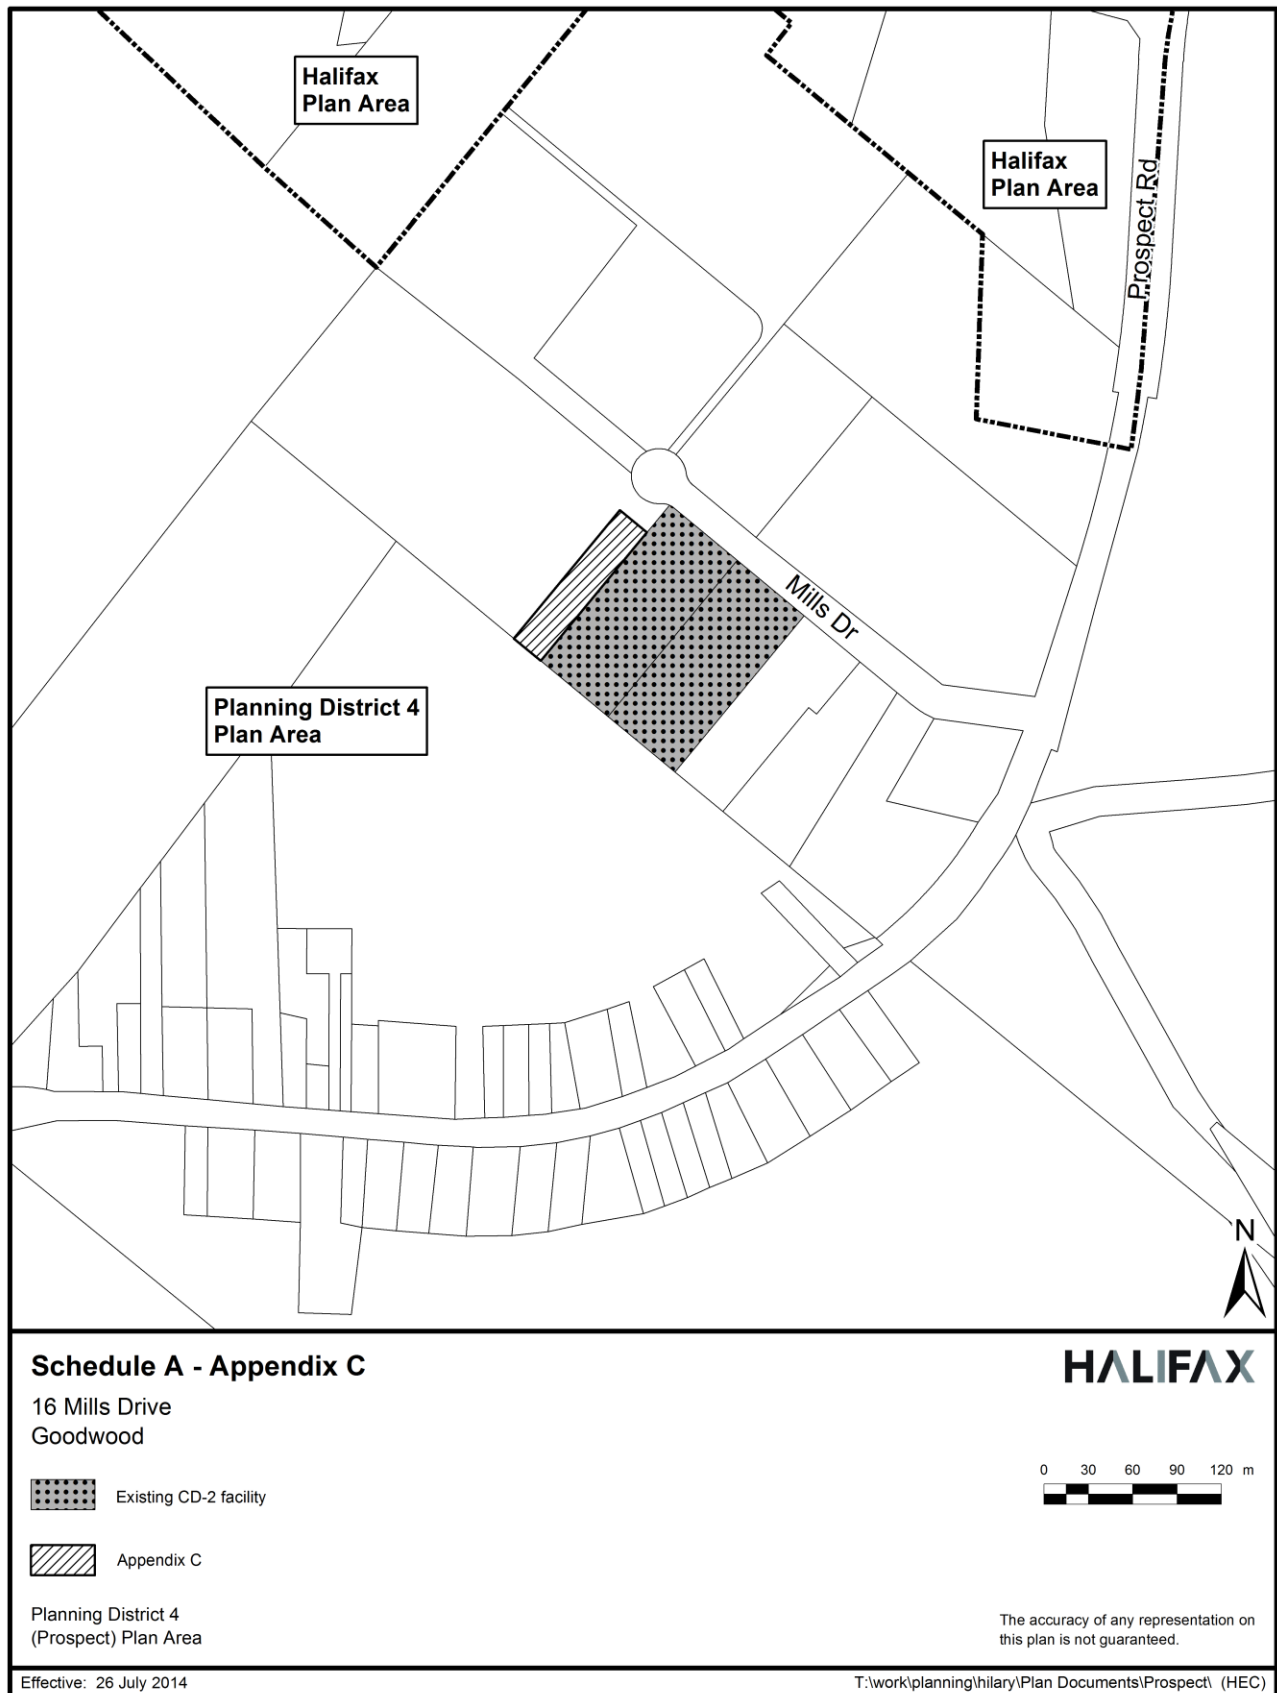 Halifax
Plan Area
Halifax
Plan Area
Prospect Rd
Mills Dr
Planning District 4
Plan Area
N
Schedule A - Appendix C
HALIFAX
16 Mills Drive
Goodwood
0 30 60 90 120 m
Existing CD-2 facility
Appendix C
Planning District 4
(Prospect) Plan Area
The accuracy of any representation on
this plan is not guaranteed.
Effective: 26 July 2014
T:\work\planning\hilary\Plan Documents\Prospect\ (HEC)